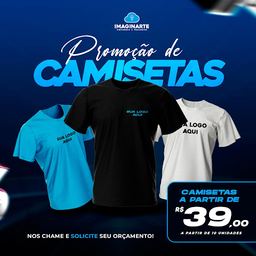 IMAGINARTE
Promoção de
CAMISETAS
SUA LOGO
AQUI
SUA LOGO
AQUI
SUA LOGO
AQUI
CAMISETAS
A PARTIR DE
R$ 39,00
A PARTIR DE 10 UNIDADES
NOS CHAME E SOLICITE SEU ORÇAMENTO!